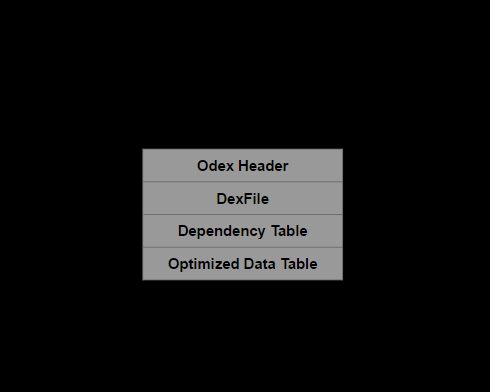 Odex Header
DexFile
Dependency Table
Optimized Data Table